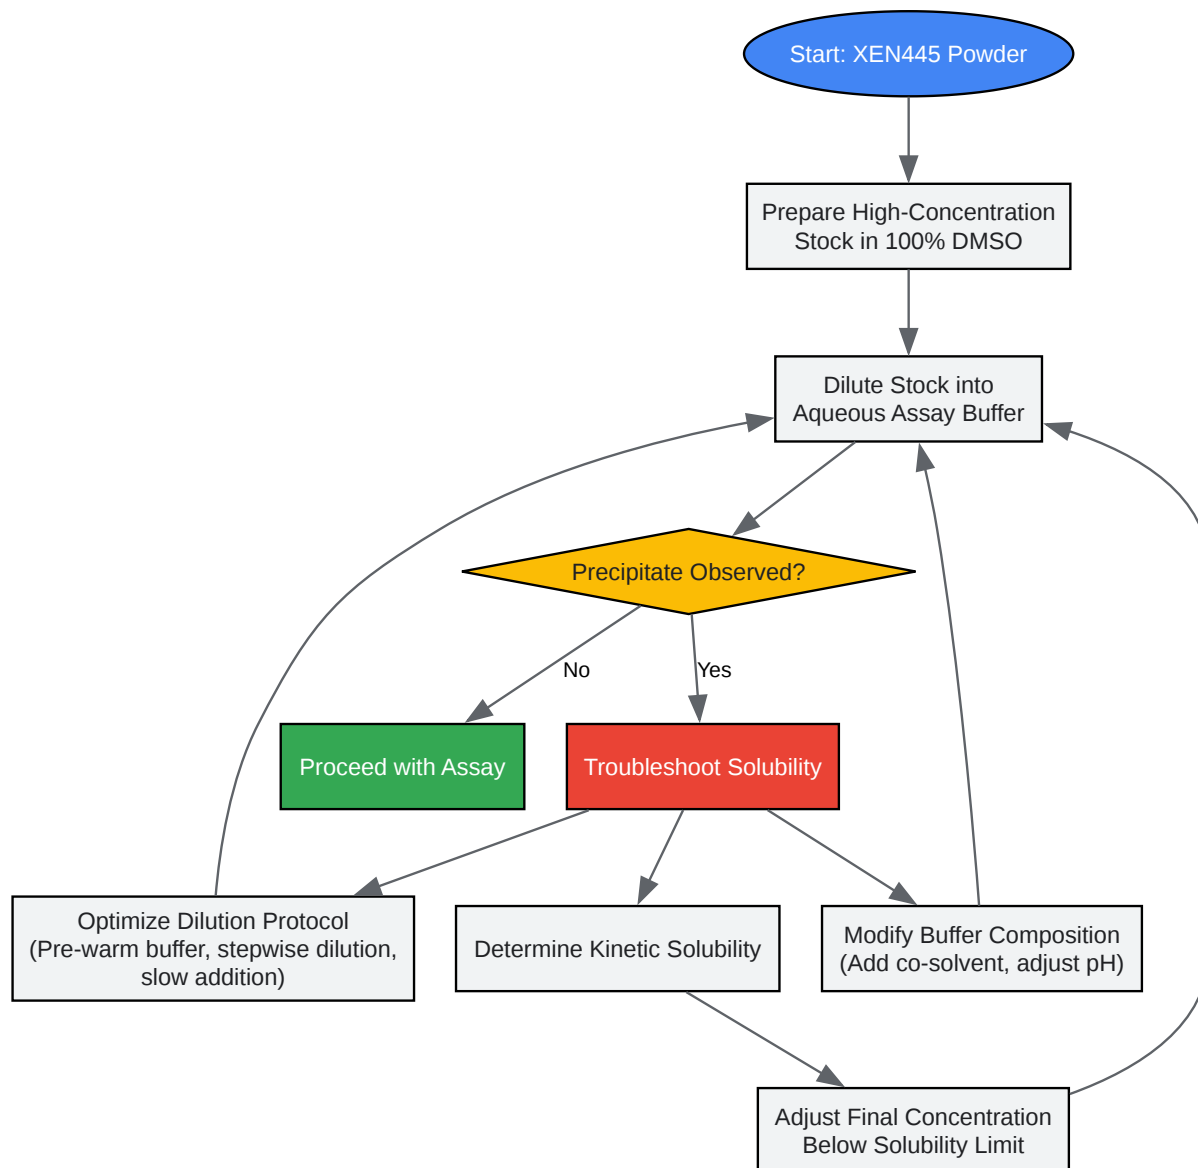 Start: XEN445 Powder
Prepare High-Concentration
Stock in 100% DMSO
Dilute Stock into
Aqueous Assay Buffer
Precipitate Observed?
No
Yes
Proceed with Assay
Troubleshoot Solubility
Optimize Dilution Protocol
(Pre-warm buffer, stepwise dilution,
slow addition)
Determine Kinetic Solubility
Modify Buffer Composition
(Add co-solvent, adjust pH)
Adjust Final Concentration
Below Solubility Limit